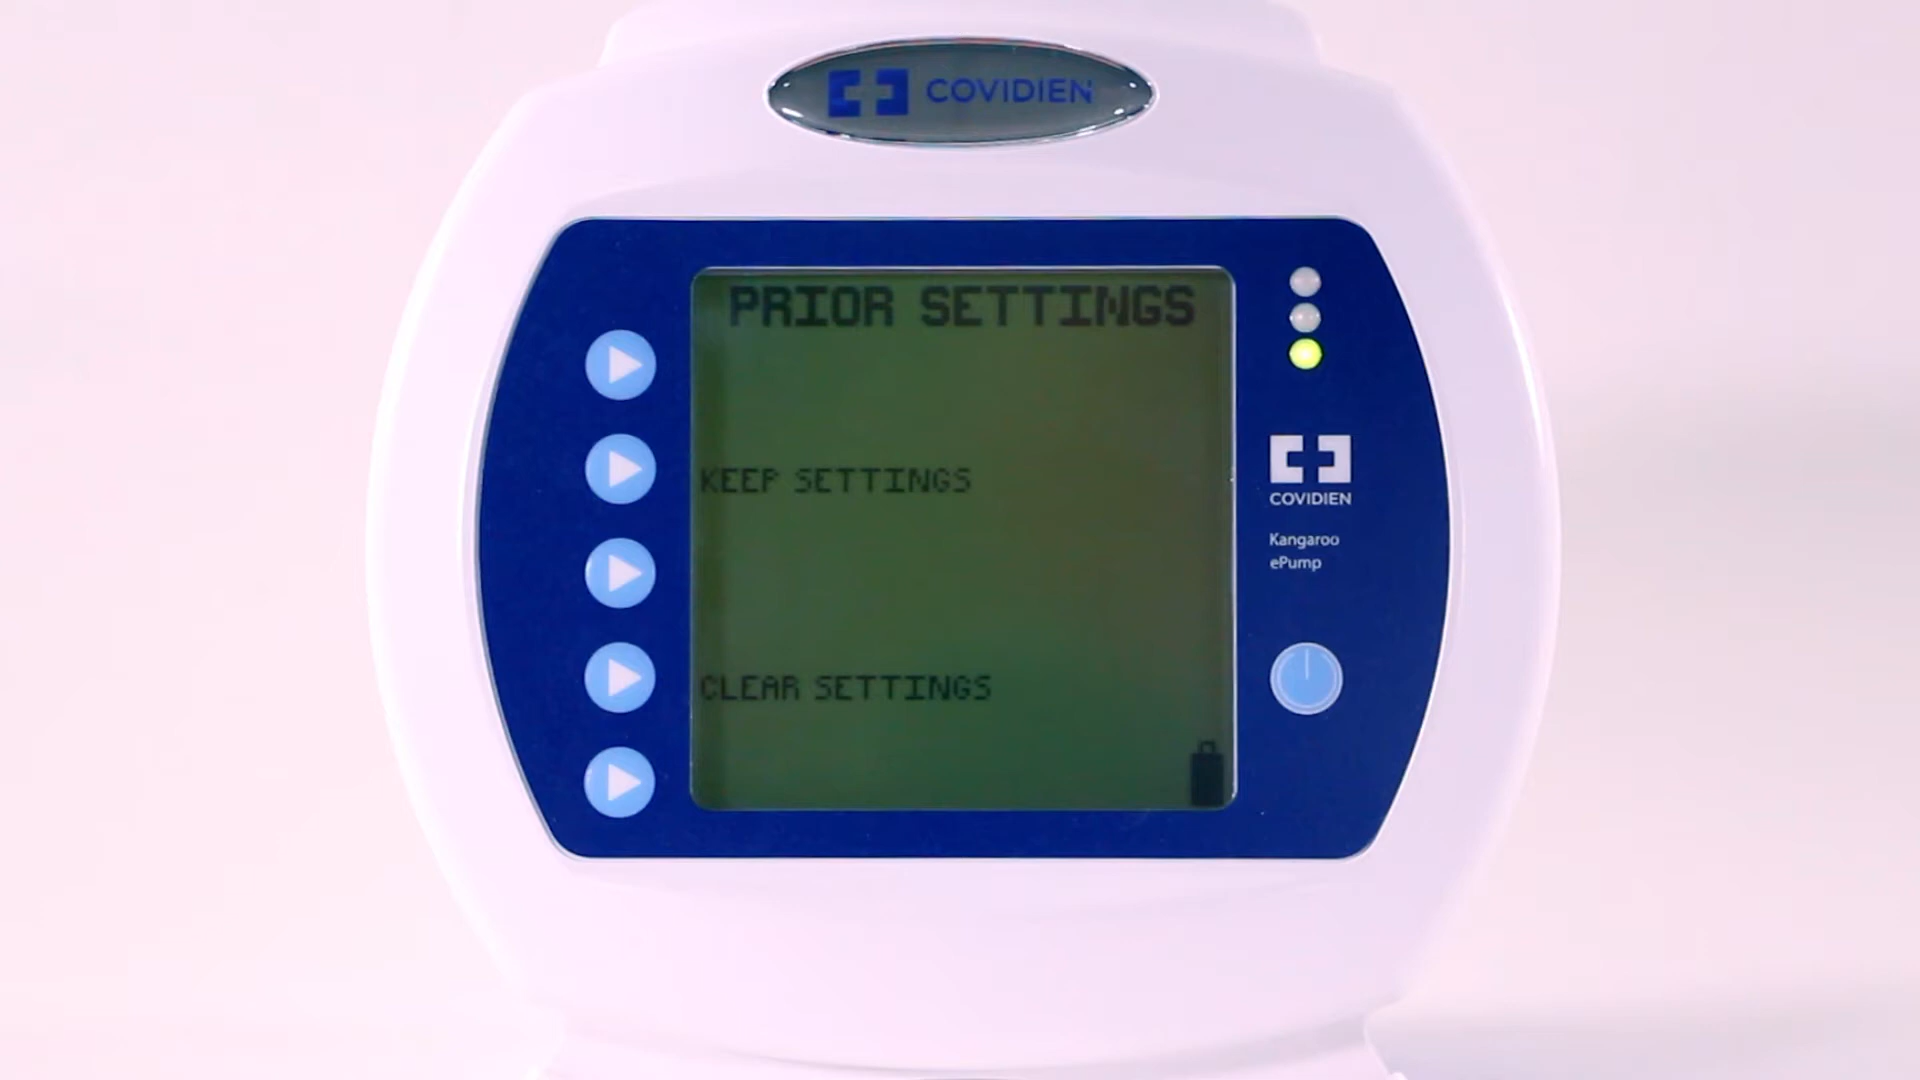 COVIDIEN
PRIOR SETTINGS
KEEP SETTINGS
CLEAR SETTINGS
COVIDIEN
Kangaroo
ePump